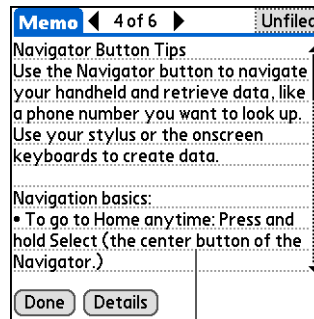 Memo 4 of 6 Unfiled
Navigator Button Tips
Use the Navigator button to navigate
your handheld and retrieve data, like
a phone number you want to look up.
Use your stylus or the onscreen
keyboards to create data.
Navigation basics:
• To go to Home anytime: Press and
hold Select (the center button of the
Navigator.)
Done Details